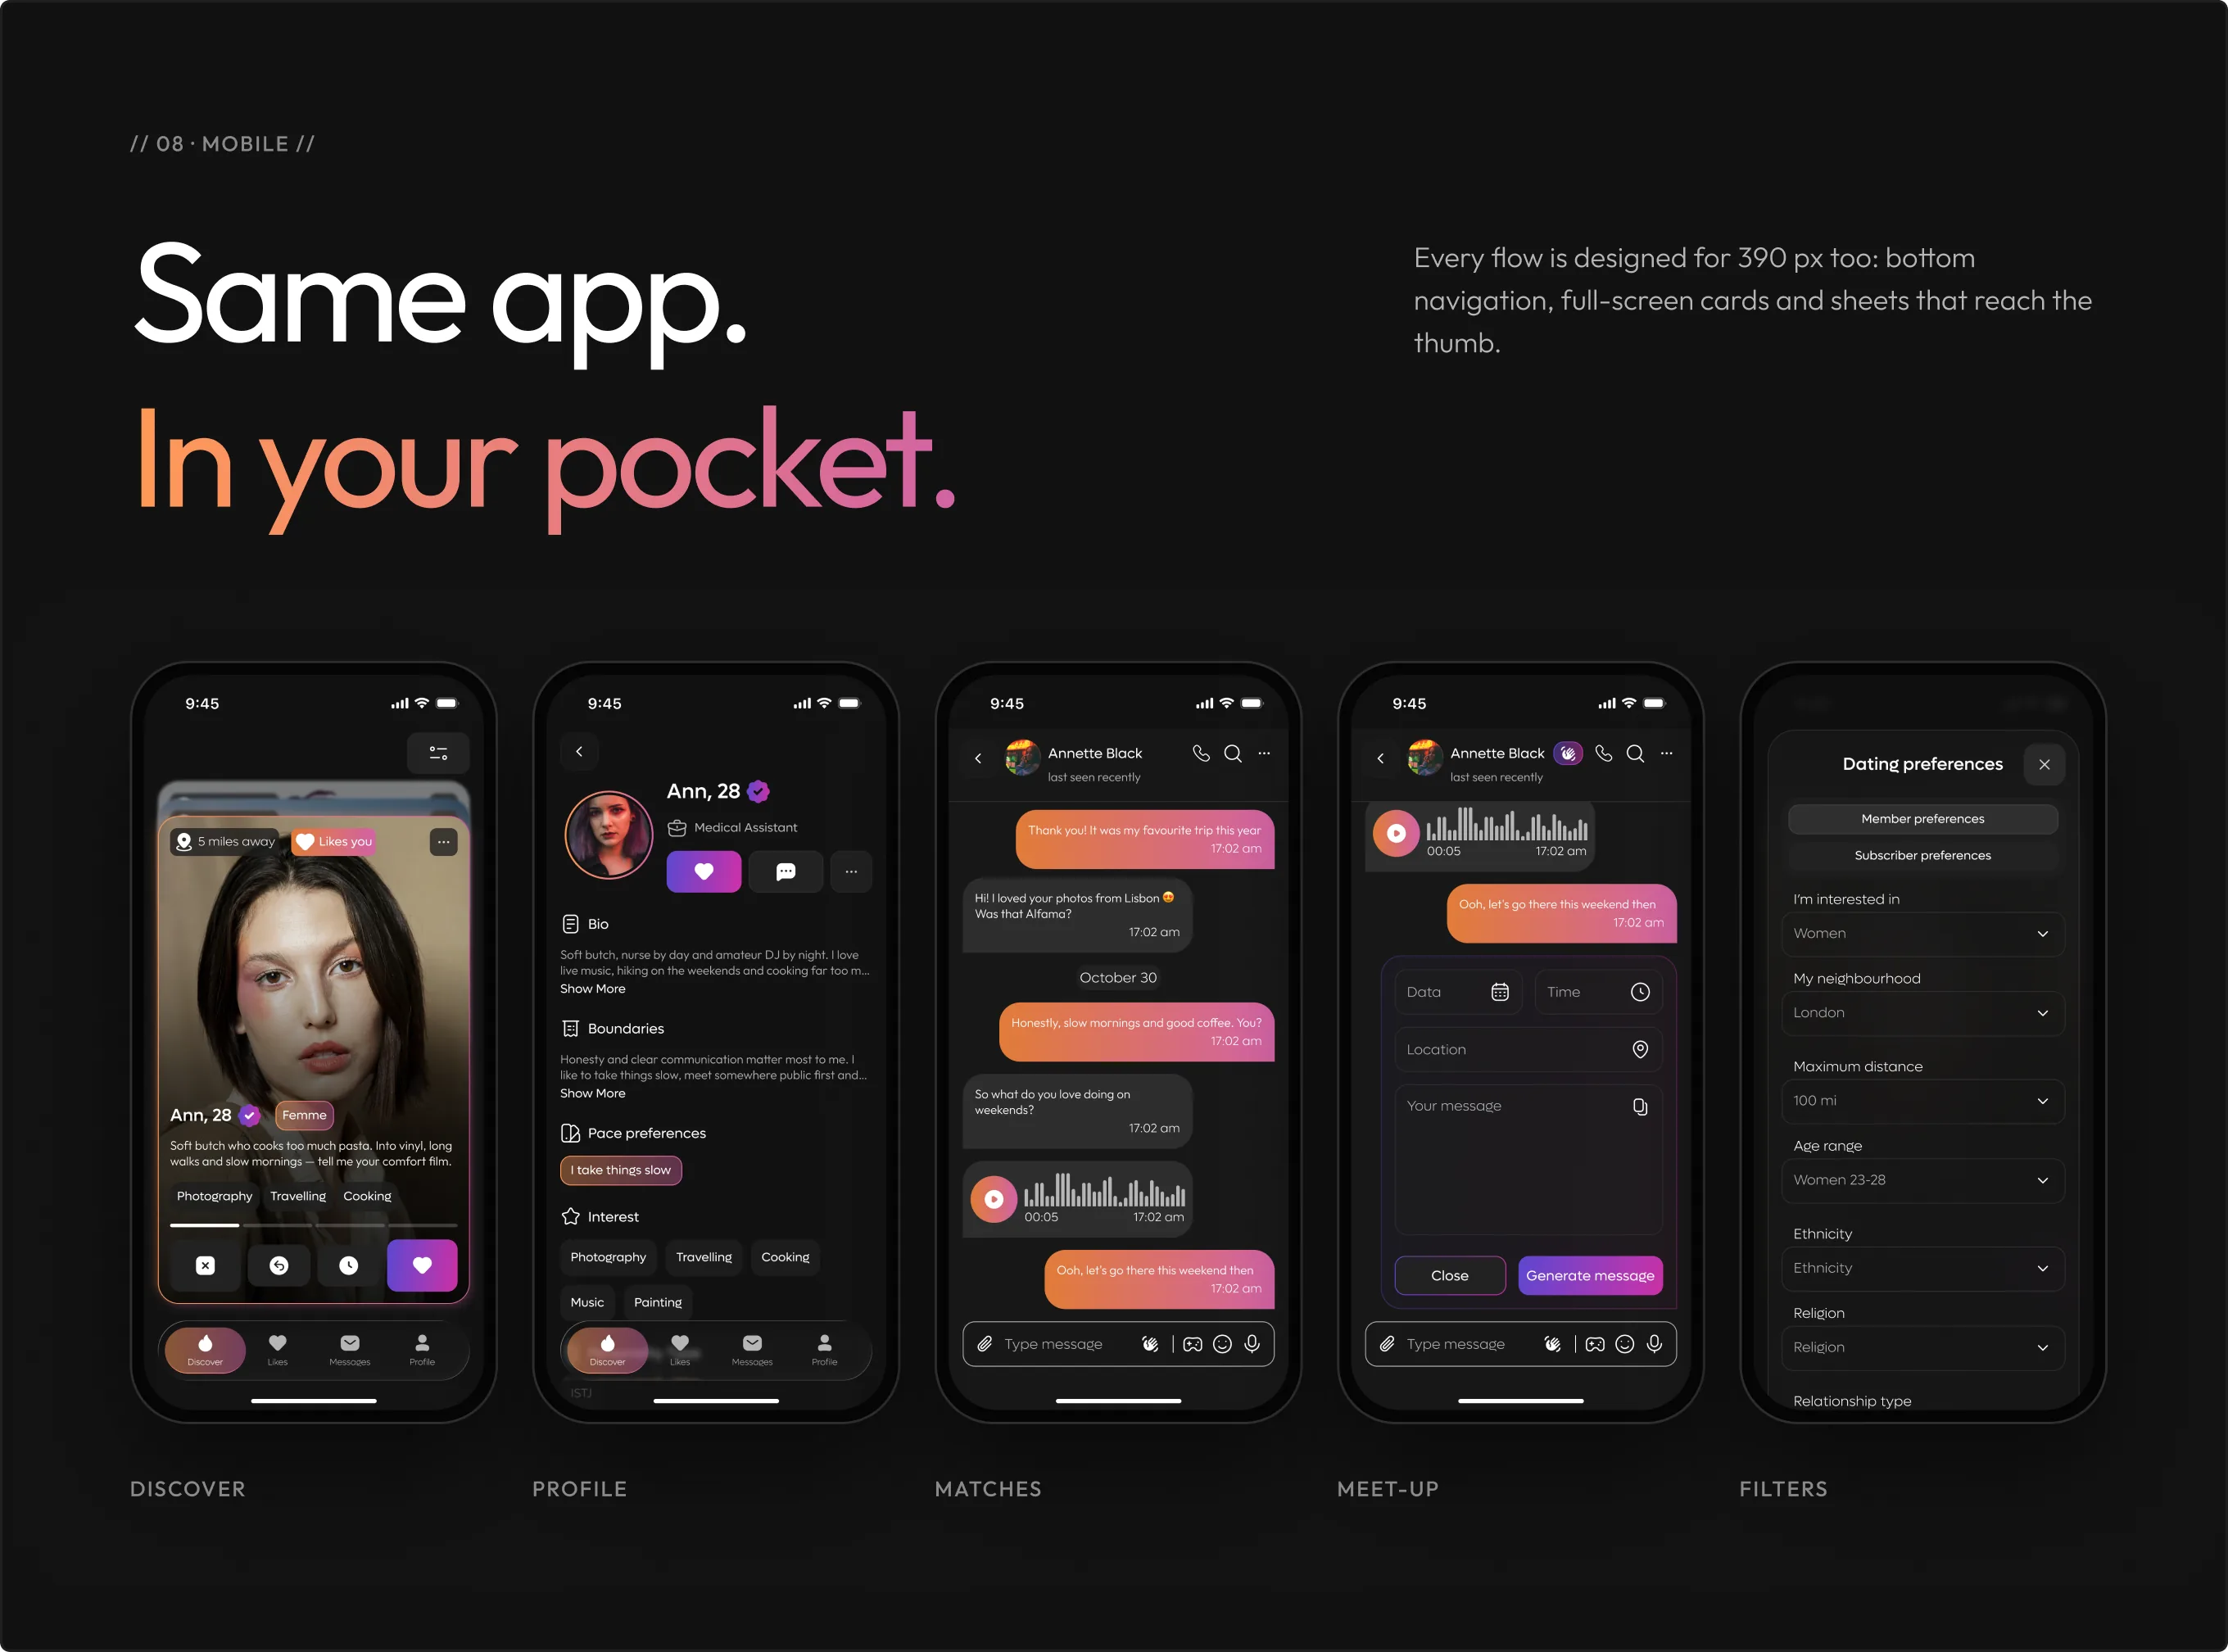 // 08 · MOBILE //
Same app.
In your pocket.
Every flow is designed for 390 px too: bottom
navigation, full-screen cards and sheets that reach the
thumb.
9:45
5 miles away
Likes you
Ann, 28
Femme
Soft butch who cooks too much pasta. Into vinyl, long
walks and slow mornings — tell me your comfort film.
Photography
Travelling
Cooking
Discover
Likes
Messages
Profile
DISCOVER
9:45
Ann, 28
Medical Assistant
Bio
Soft butch, nurse by day and amateur DJ by night. I love
live music, hiking on the weekends and cooking far too m...
Show More
Boundaries
Honesty and clear communication matter most to me. I
like to take things slow, meet somewhere public first and...
Show More
Pace preferences
I take things slow
Interest
Photography
Travelling
Cooking
Music
Painting
Discover
Likes
Messages
Profile
ISTJ
PROFILE
9:45
Annette Black
last seen recently
Thank you! It was my favourite trip this year
17:02 am
Hi! I loved your photos from Lisbon 😍
Was that Alfama?
17:02 am
October 30
Honestly, slow mornings and good coffee. You?
17:02 am
So what do you love doing on
weekends?
17:02 am
00:05
17:02 am
Ooh, let's go there this weekend then
17:02 am
Type message
MATCHES
9:45
Annette Black
last seen recently
00:05
17:02 am
Ooh, let's go there this weekend then
17:02 am
Data
Time
Location
Your message
Close
Generate message
Type message
MEET-UP
Dating preferences
Member preferences
Subscriber preferences
I'm interested in
Women
My neighbourhood
London
Maximum distance
100 mi
Age range
Women 23-28
Ethnicity
Ethnicity
Religion
Religion
Relationship type
FILTERS